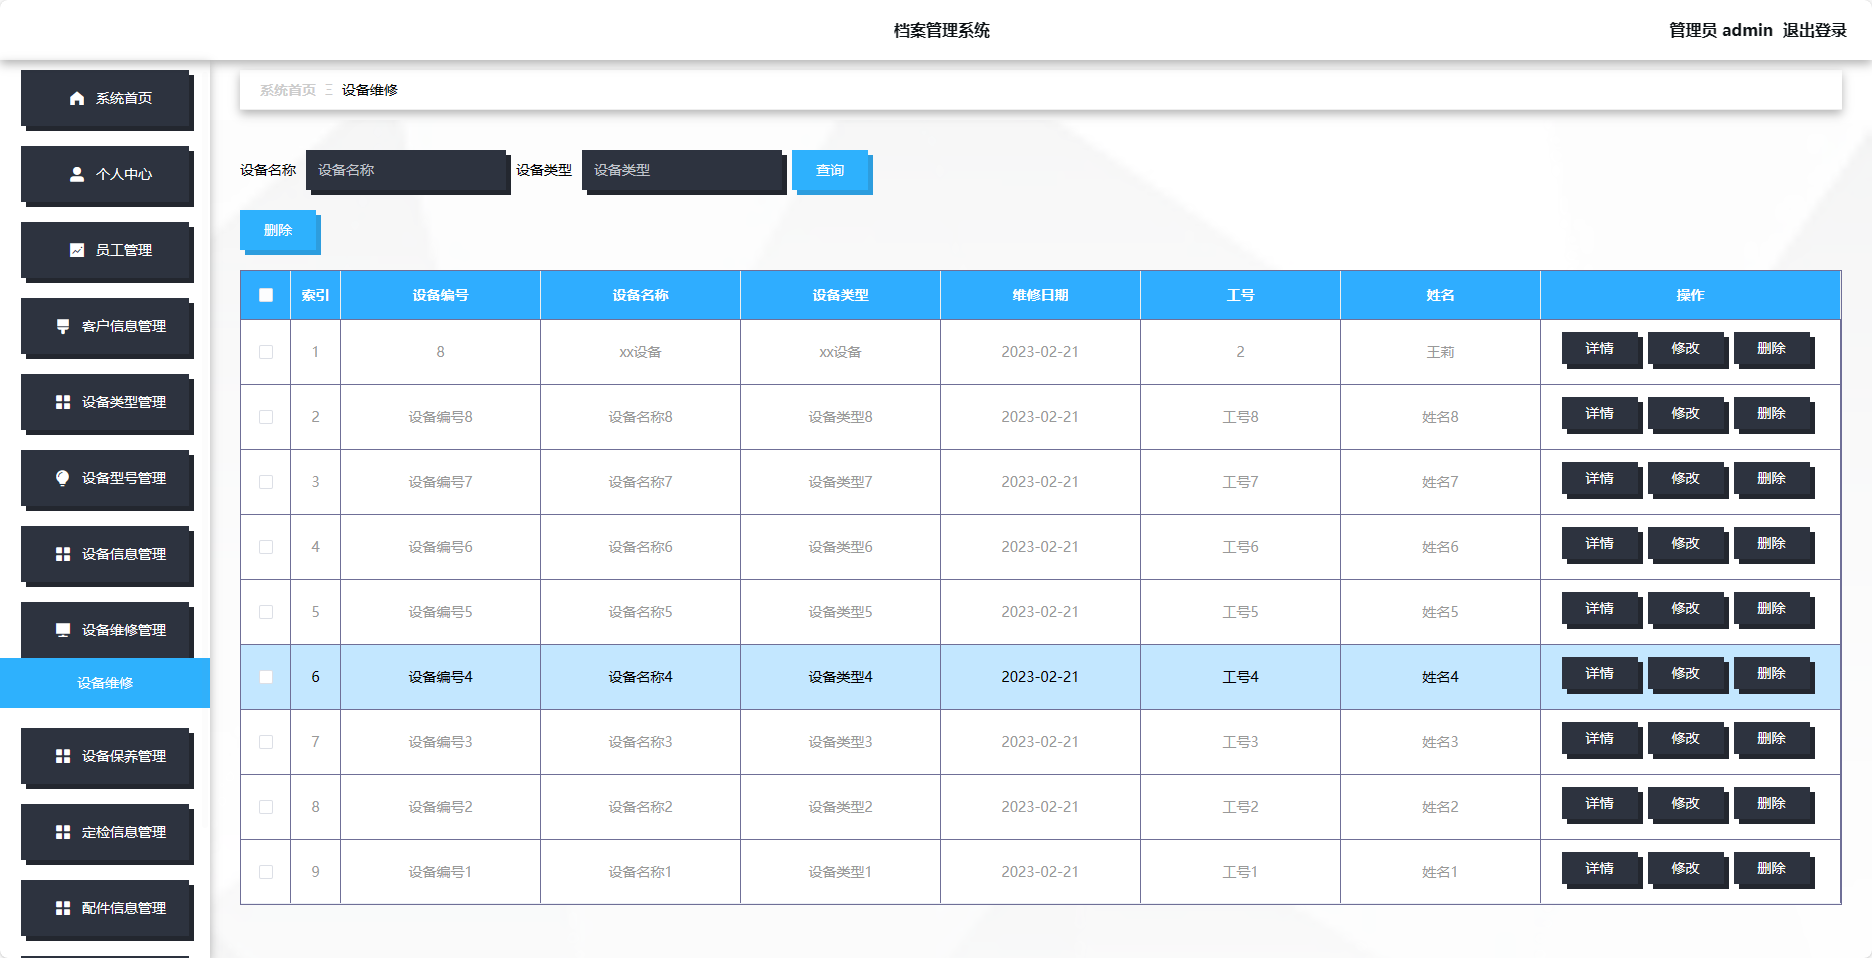 档案管理系统
管理员 admin 退出登录
系统首页
个人中心
员工管理
客户信息管理
设备类型管理
设备型号管理
设备信息管理
设备维修管理
设备维修
设备保养管理
定检信息管理
配件信息管理
系统首页 设备维修
设备名称 设备名称 设备类型 设备类型 查询
删除
索引 设备编号 设备名称 设备类型 维修日期 工号 姓名 操作
1 8 xx设备 xx设备 2023-02-21 2 王莉 详情 修改 删除
2 设备编号8 设备名称8 设备类型8 2023-02-21 工号8 姓名8 详情 修改 删除
3 设备编号7 设备名称7 设备类型7 2023-02-21 工号7 姓名7 详情 修改 删除
4 设备编号6 设备名称6 设备类型6 2023-02-21 工号6 姓名6 详情 修改 删除
5 设备编号5 设备名称5 设备类型5 2023-02-21 工号5 姓名5 详情 修改 删除
6 设备编号4 设备名称4 设备类型4 2023-02-21 工号4 姓名4 详情 修改 删除
7 设备编号3 设备名称3 设备类型3 2023-02-21 工号3 姓名3 详情 修改 删除
8 设备编号2 设备名称2 设备类型2 2023-02-21 工号2 姓名2 详情 修改 删除
9 设备编号1 设备名称1 设备类型1 2023-02-21 工号1 姓名1 详情 修改 删除